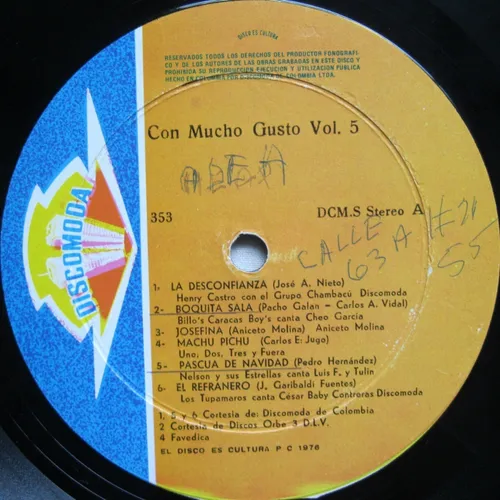 DISCO ES CULTURA
RESERVADOS TODOS LOS DERECHOS DEL PRODUCTOR FONOGRAFI-
CO Y DE LOS AUTORES DE LAS OBRAS GRABADAS EN ESTE DISCO Y
PROHIBIDA SU REPRODUCCION EJECUCION Y UTILIZACION PUBLICA
HECHO EN COLOMBIA POR DISCOMODA DE COLOMBIA LTDA.
Con Mucho Gusto Vol. 5
353
DCM.S Stereo A
CALLE
63 A #21
55
DISCOMODA
1- LA DESCONFIANZA (José A. Nieto)
Henry Castro con el Grupo Chambacú Discomoda
2- BOQUITA SALA (Pacho Galan - Carlos A. Vidal)
Billo's Caracas Boy's canta Cheo García
3- JOSEFINA (Aniceto Molina) Aniceto Molina
4- MACHU PICHU (Carlos E. Jugo)
Uno, Dos, Tres y Fuera
5- PASCUA DE NAVIDAD (Pedro Hernández)
Nelson y sus Estrellas canta Luis F. y Tulin
6- EL REFRANERO (J. Garibaldi Fuentes)
Los Tupamaros canta César Baby Contreras Discomoda
1, 5 y 6 Cortesia de: Discomoda de Colombia
2 Cortesia de Discos Orbe 3 D.L.V.
4 Favedica
EL DISCO ES CULTURA P C 1976